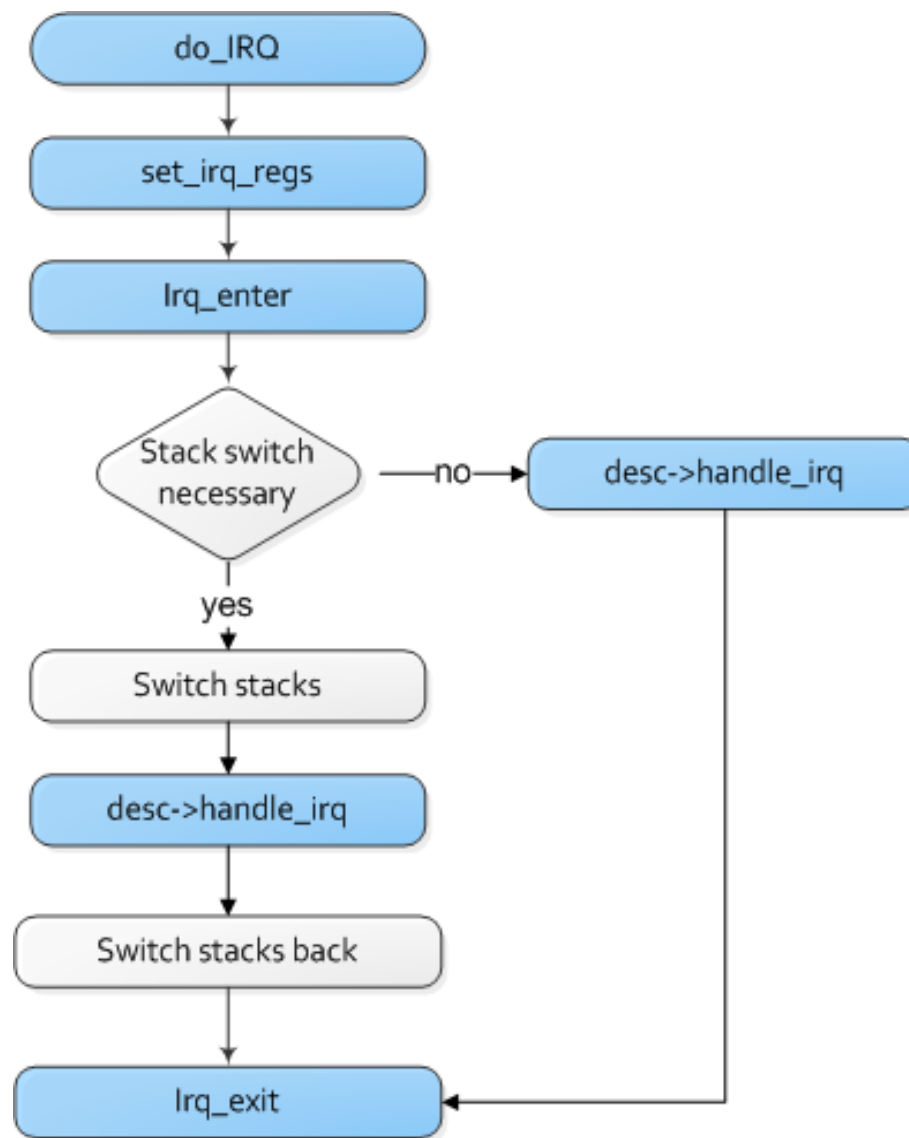 do_IRQ
set_irq_regs
Irq_enter
Stack switch
necessary
no
desc->handle_irq
yes
Switch stacks
desc->handle_irq
Switch stacks back
Irq_exit